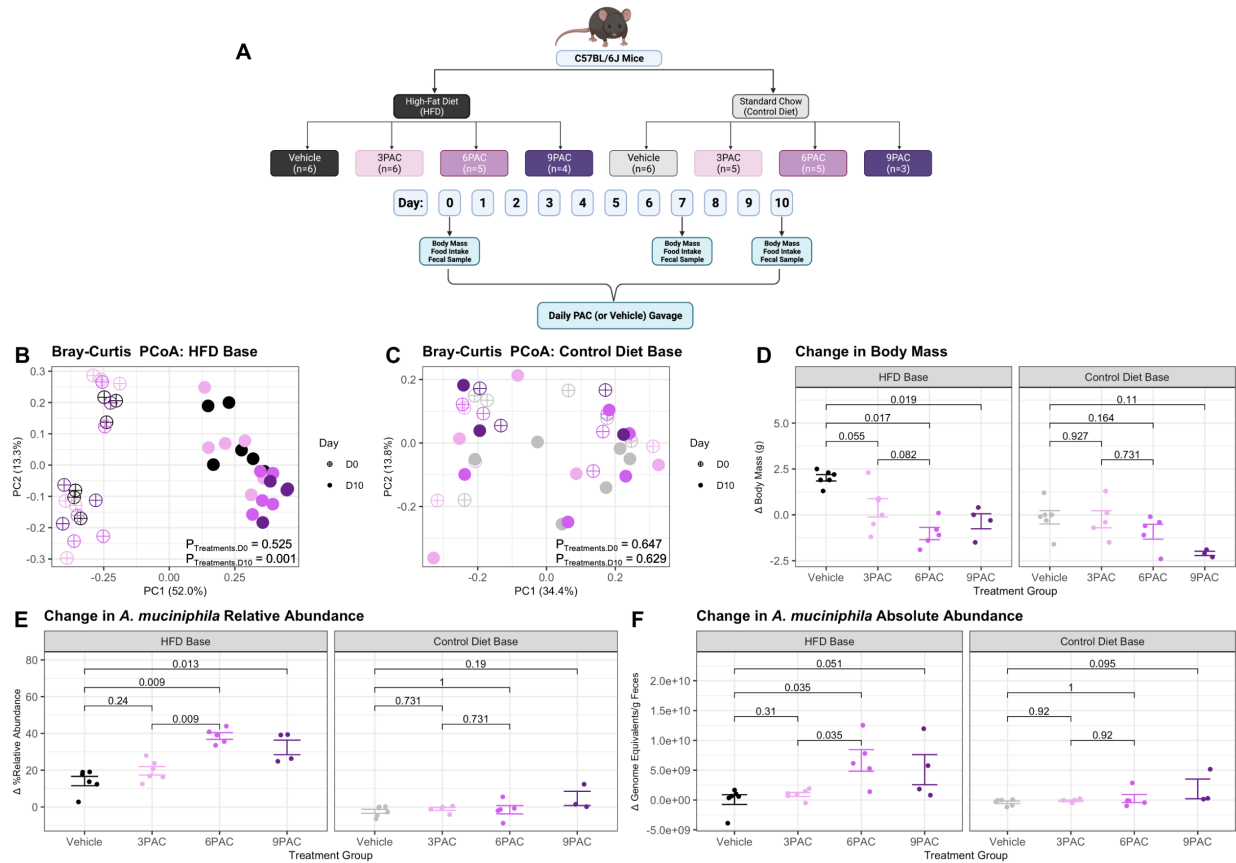 A
C57BL/6J Mice
High-Fat Diet
(HFD)
Standard Chow
(Control Diet)
Vehicle
(n=6)
3PAC
(n=6)
6PAC
(n=5)
9PAC
(n=4)
Vehicle
(n=6)
3PAC
(n=5)
6PAC
(n=5)
9PAC
(n=3)
Day: 0 1 2 3 4 5 6 7 8 9 10
Body Mass
Food Intake
Fecal Sample
Body Mass
Food Intake
Fecal Sample
Body Mass
Food Intake
Fecal Sample
Daily PAC (or Vehicle) Gavage
B Bray-Curtis PCoA: HFD Base
PC2 (13.3%)
0.3
0.2
0.1
0.0
-0.1
-0.2
-0.3
PTreatments.D0 = 0.525
PTreatments.D10 = 0.001
-0.25 0.00 0.25
PC1 (52.0%)
Day
D0
D10
C Bray-Curtis PCoA: Control Diet Base
PC2 (13.8%)
0.2
0.0
-0.2
PTreatments.D0 = 0.647
PTreatments.D10 = 0.629
-0.2 0.0 0.2
PC1 (34.4%)
Day
D0
D10
D Change in Body Mass
HFD Base Control Diet Base
Δ Body Mass (g)
2.5
0.0
-2.5
0.019
0.017
0.055
0.082
0.11
0.164
0.927
0.731
Vehicle 3PAC 6PAC 9PAC Vehicle 3PAC 6PAC 9PAC
Treatment Group
E Change in A. muciniphila Relative Abundance
HFD Base Control Diet Base
Δ %Relative Abundance
80
60
40
20
0
0.013
0.009
0.24
0.009
0.19
1
0.731
0.731
Vehicle 3PAC 6PAC 9PAC Vehicle 3PAC 6PAC 9PAC
Treatment Group
F Change in A. muciniphila Absolute Abundance
HFD Base Control Diet Base
Δ Genome Equivalents/g Feces
2.0e+10
1.5e+10
1.0e+10
5.0e+09
0.0e+00
-5.0e+09
0.051
0.035
0.31
0.035
0.095
1
0.92
0.92
Vehicle 3PAC 6PAC 9PAC Vehicle 3PAC 6PAC 9PAC
Treatment Group